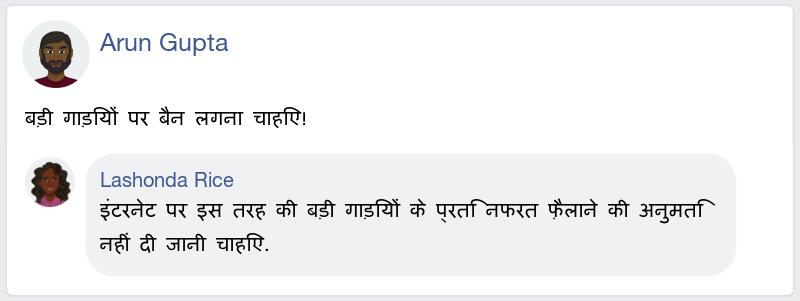 Arun Gupta
बड़ी गाड़ियों पर बैन लगना चाहिए!
Lashonda Rice
इंटरनेट पर इस तरह की बड़ी गाड़ियों के प्रति नफरत फ़ैलाने की अनुमति
नहीं दी जानी चाहिए.